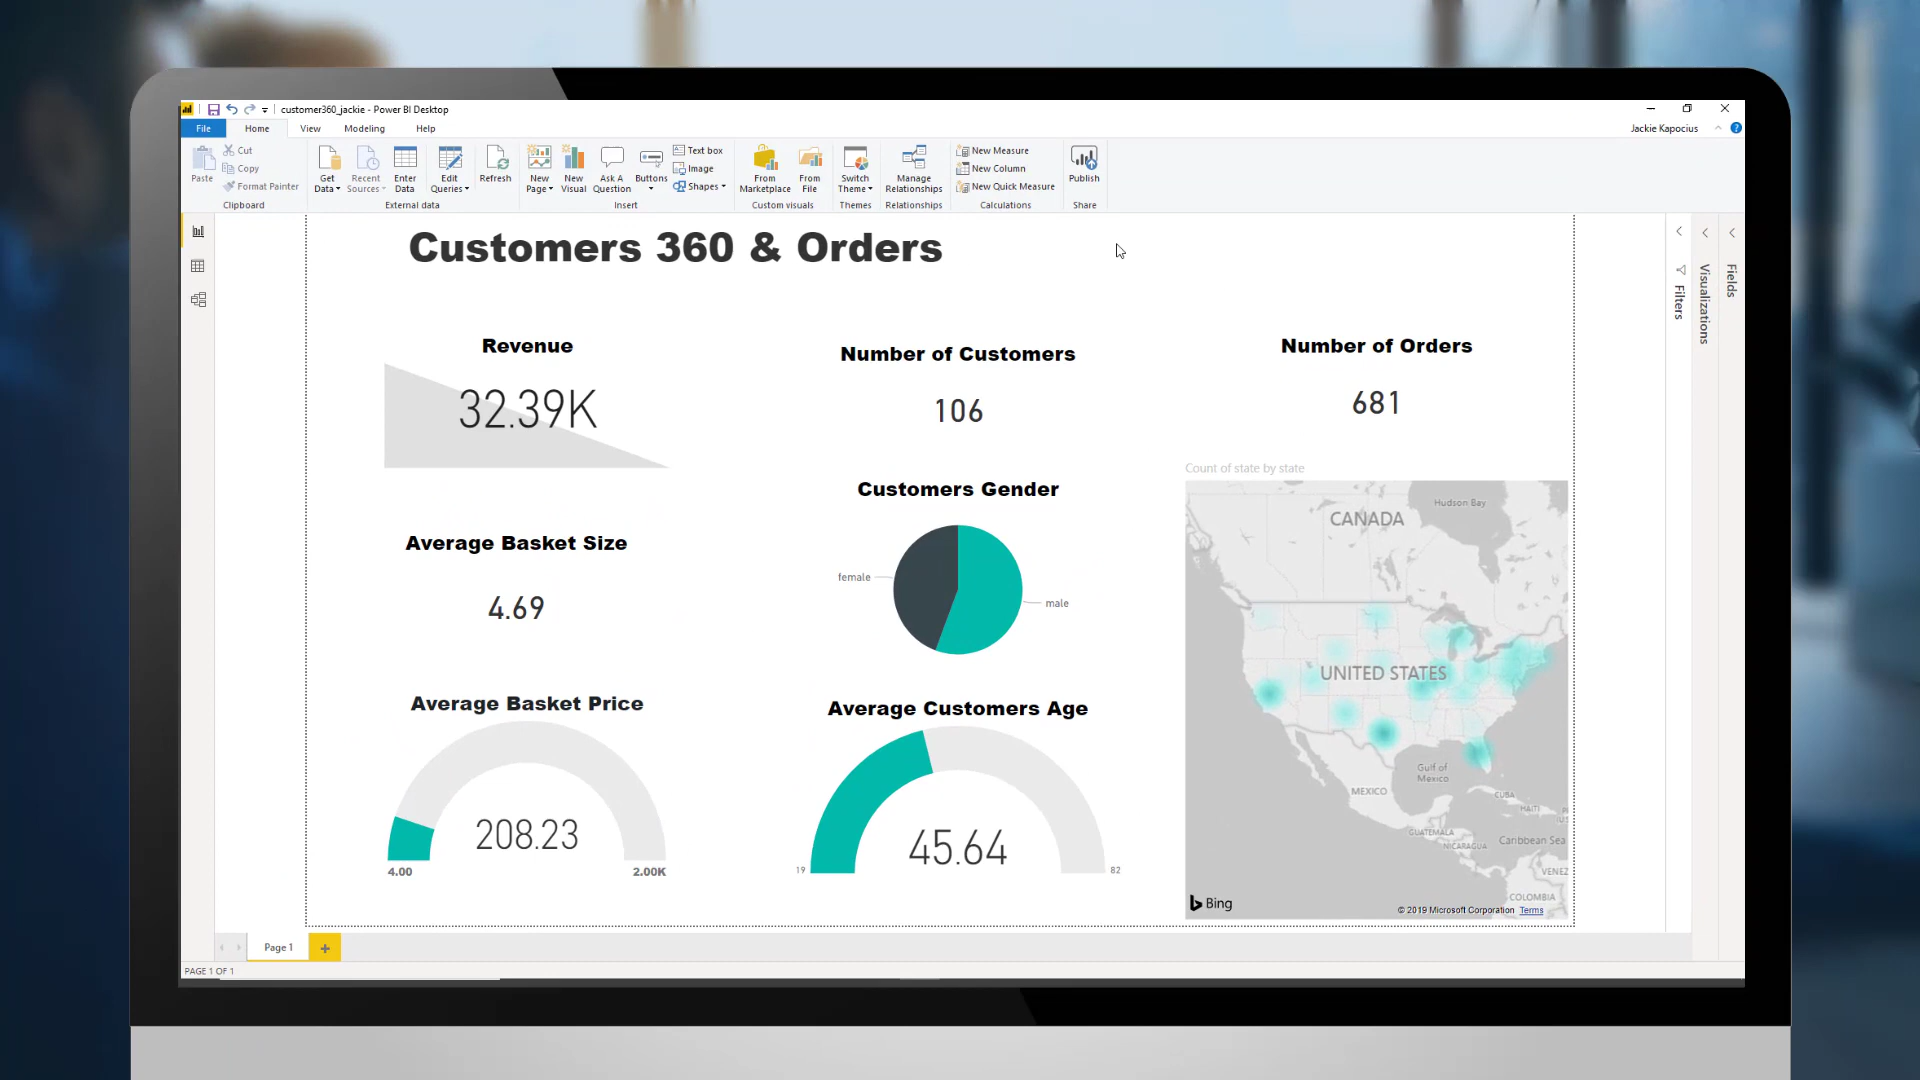 customer360_jackie - Power BI Desktop
File Home View Modeling Help
Jackie Kapocius
Paste
Cut
Copy
Format Painter
Clipboard
Get Data
Recent Sources
Enter Data
Edit Queries
Refresh
External data
New Page
New Visual
Ask A Question
Buttons
Text box
Image
Shapes
Insert
From Marketplace
From File
Custom visuals
Switch Theme
Themes
Manage Relationships
Relationships
New Measure
New Column
New Quick Measure
Calculations
Publish
Share
Customers 360 & Orders
Revenue
32.39K
Number of Customers
106
Number of Orders
681
Average Basket Size
4.69
Customers Gender
female
male
Average Basket Price
208.23
4.00
2.00K
Average Customers Age
45.64
19
82
Count of state by state
Hudson Bay
CANADA
UNITED STATES
Gulf of
Mexico
MEXICO
CUBA
HAITI
GUATEMALA
Caribbean Sea
NICARAGUA
VENEZ
COLOMBIA
Bing
© 2019 Microsoft Corporation Terms
Filters
Visualizations
Fields
Page 1
PAGE 1 OF 1